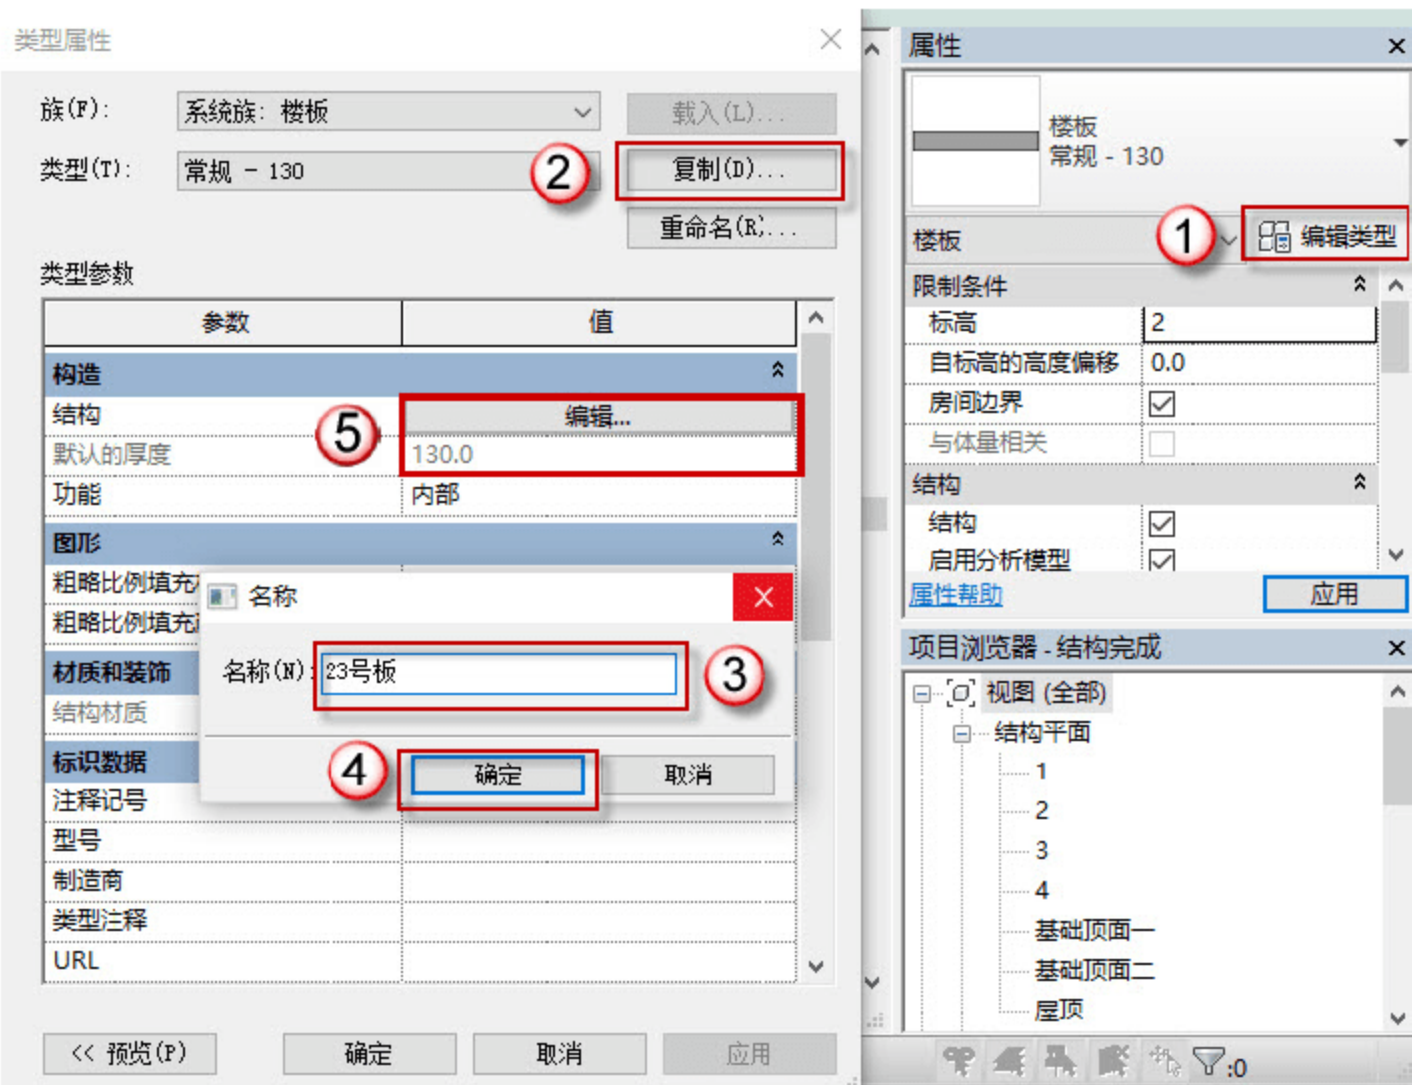 类型属性
族(F):
系统族: 楼板
载入(L)...
类型(T):
常规 - 130
②
复制(D)...
重命名(R)...
类型参数
参数
值
构造
结构
编辑...
⑤
默认的厚度
130.0
功能
内部
图形
粗略比例填充
粗略比例填充
材质和装饰
结构材质
标识数据
注释记号
型号
制造商
类型注释
URL
名称
名称(N):
23号板
③
④
确定
取消
<< 预览(P)
确定
取消
应用
属性
楼板
常规 - 130
楼板
①
编辑类型
限制条件
标高
2
自标高的高度偏移
0.0
房间边界
与体量相关
结构
结构
启用分析模型
属性帮助
应用
项目浏览器 - 结构完成
视图 (全部)
结构平面
1
2
3
4
基础顶面一
基础顶面二
屋顶
:0